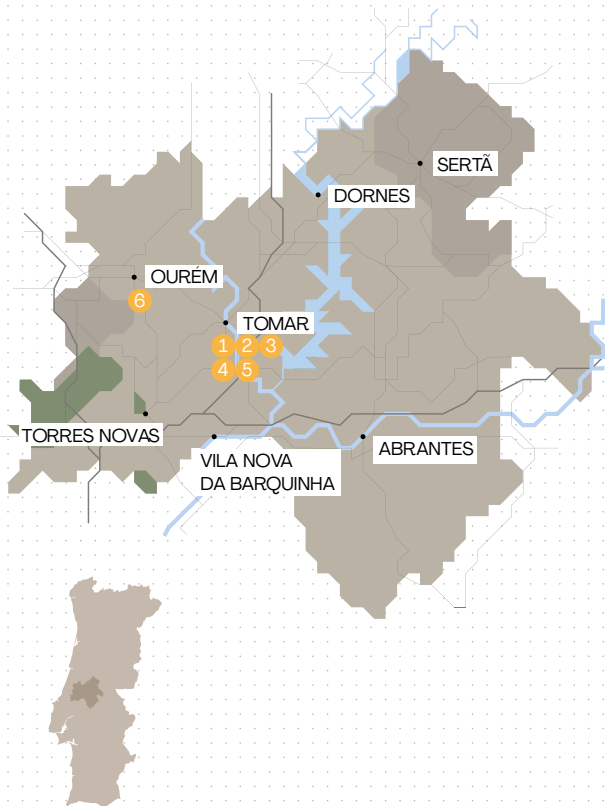 SERTÃ
DORNES
OURÉM
6
TOMAR
1 2 3
4 5
TORRES NOVAS
ABRANTES
VILA NOVA
DA BARQUINHA